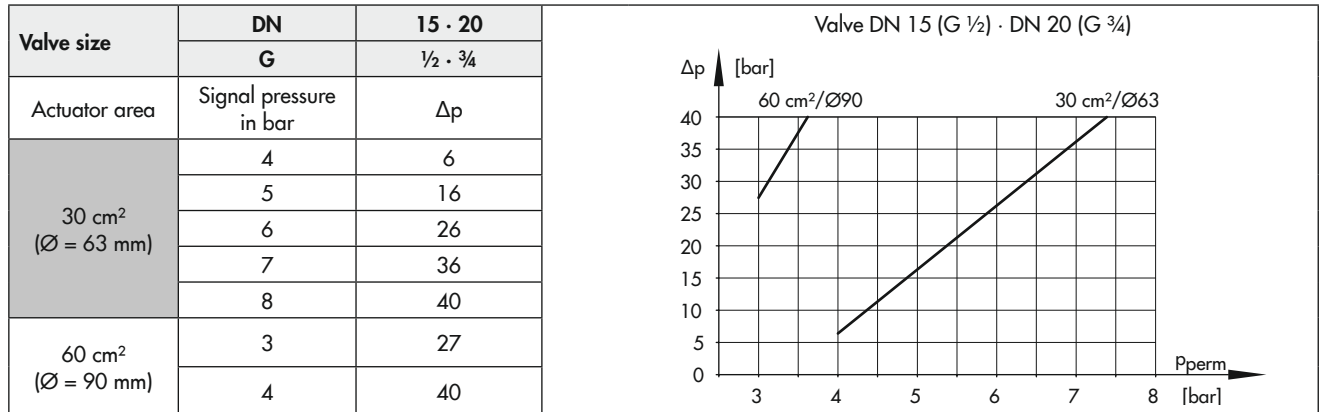 Valve size DN 15 · 20
G ½ · ¾
Actuator area Signal pressure in bar Δp
30 cm² (Ø = 63 mm) 4 6
5 16
6 26
7 36
8 40
60 cm² (Ø = 90 mm) 3 27
4 40
Valve DN 15 (G ½) · DN 20 (G ¾)
Δp [bar]
60 cm²/Ø90 30 cm²/Ø63
40
35
30
25
20
15
10
5
0
pperm
3 4 5 6 7 8 [bar]